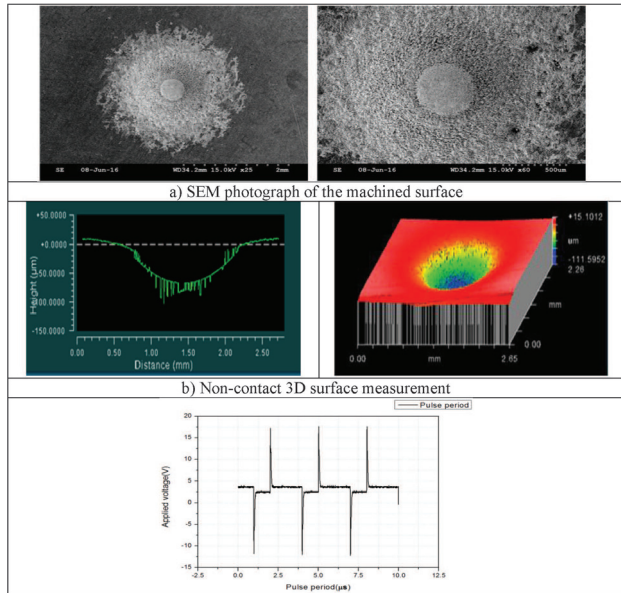 SE 08-Jun-16 WD34.2mm 15.0kV x25 2mm
SE 08-Jun-16 WD34.2mm 15.0kV x60 500um
a) SEM photograph of the machined surface
+50.0000
+0.0000
-50.0000
-100.0000
-150.0000
Height (µm)
0.00 0.50 1.00 1.50 2.00 2.50
Distance (mm)
+15.1012
um
-111.5952
2.26
mm
0.00
0.00 mm 2.65
b) Non-contact 3D surface measurement
Pulse period
20
15
10
5
0
-5
-10
-15
Applied voltage(V)
-2.5 0.0 2.5 5.0 7.5 10.0 12.5
Pulse period(µs)